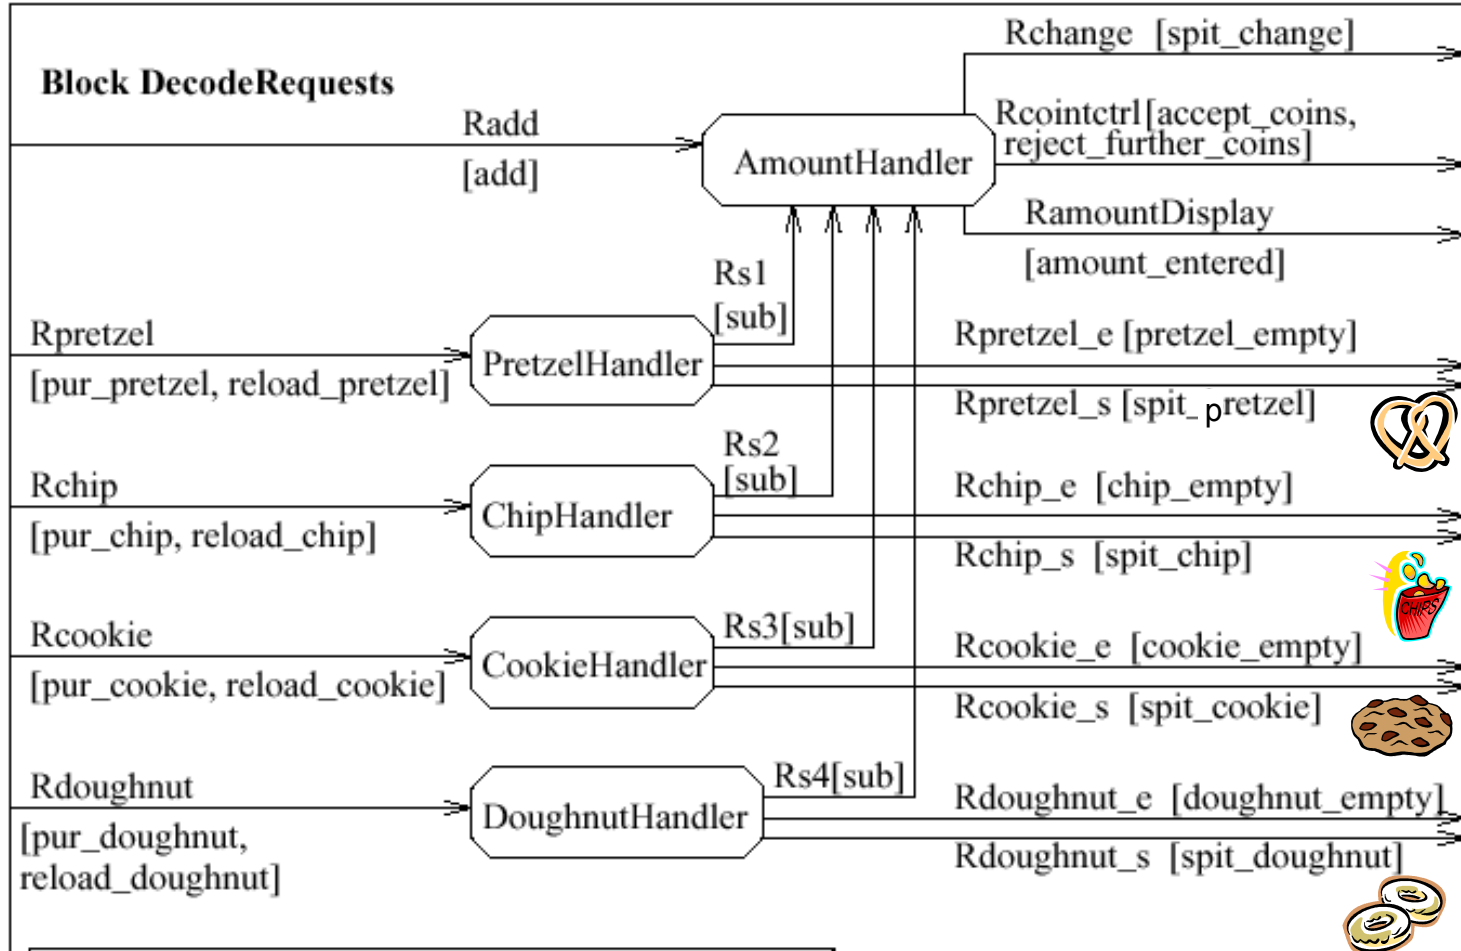 Rchange [spit_change]
Block DecodeRequests
Radd
[add]
AmountHandler
Rcointctrl[accept_coins,
reject_further_coins]
RamountDisplay
[amount_entered]
Rs1
[sub]
Rpretzel
[pur_pretzel, reload_pretzel]
PretzelHandler
Rpretzel_e [pretzel_empty]
Rpretzel_s [spit_ pretzel]
Rs2
[sub]
Rchip
[pur_chip, reload_chip]
ChipHandler
Rchip_e [chip_empty]
Rchip_s [spit_chip]
CHIPS
Rs3[sub]
Rcookie
[pur_cookie, reload_cookie]
CookieHandler
Rcookie_e [cookie_empty]
Rcookie_s [spit_cookie]
Rs4[sub]
Rdoughnut
[pur_doughnut,
reload_doughnut]
DoughnutHandler
Rdoughnut_e [doughnut_empty]
Rdoughnut_s [spit_doughnut]